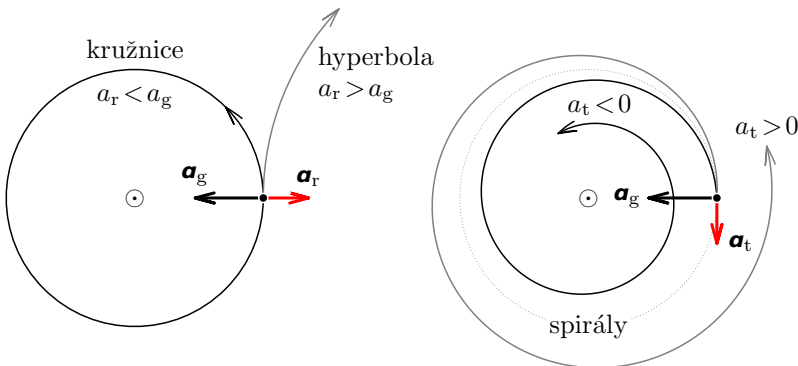 kružnice
a_r < a_g
hyperbola
a_r > a_g
a_g
a_r
a_t < 0
a_t > 0
a_g
a_t
spirály